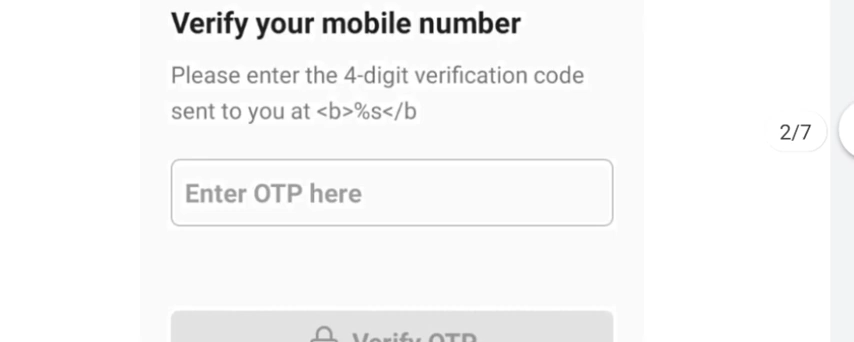 Verify your mobile number
Please enter the 4-digit verification code
sent to you at <b>%s</b
2/7
Enter OTP here
Verify OTP